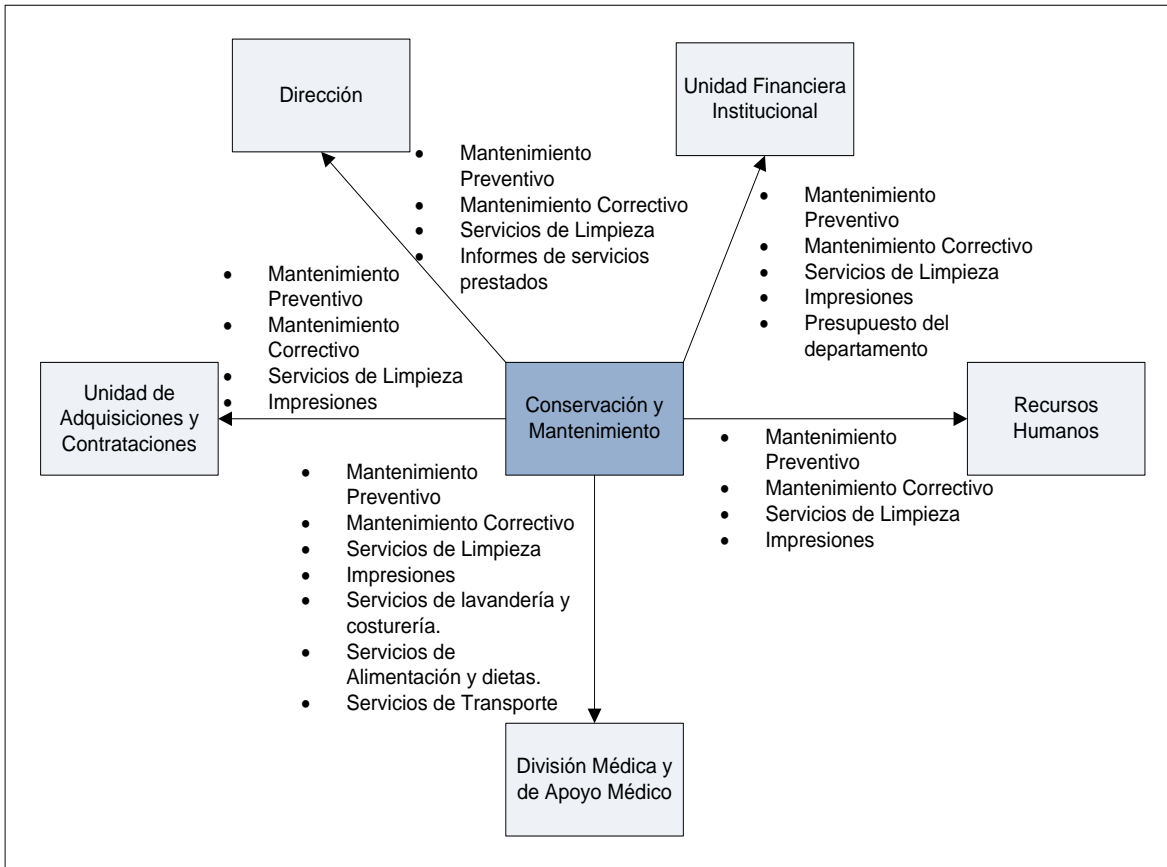 Dirección
Unidad Financiera
Institucional
• Mantenimiento
Preventivo
• Mantenimiento Correctivo
• Servicios de Limpieza
• Informes de servicios
prestados
• Mantenimiento
Preventivo
• Mantenimiento Correctivo
• Servicios de Limpieza
• Impresiones
• Presupuesto del
departamento
• Mantenimiento
Preventivo
• Mantenimiento
Correctivo
• Servicios de Limpieza
• Impresiones
Unidad de
Adquisiciones y
Contrataciones
Conservación y
Mantenimiento
Recursos
Humanos
• Mantenimiento
Preventivo
• Mantenimiento Correctivo
• Servicios de Limpieza
• Impresiones
• Mantenimiento
Preventivo
• Mantenimiento Correctivo
• Servicios de Limpieza
• Impresiones
• Servicios de lavandería y
costurería.
• Servicios de
Alimentación y dietas.
• Servicios de Transporte
División Médica y
de Apoyo Médico